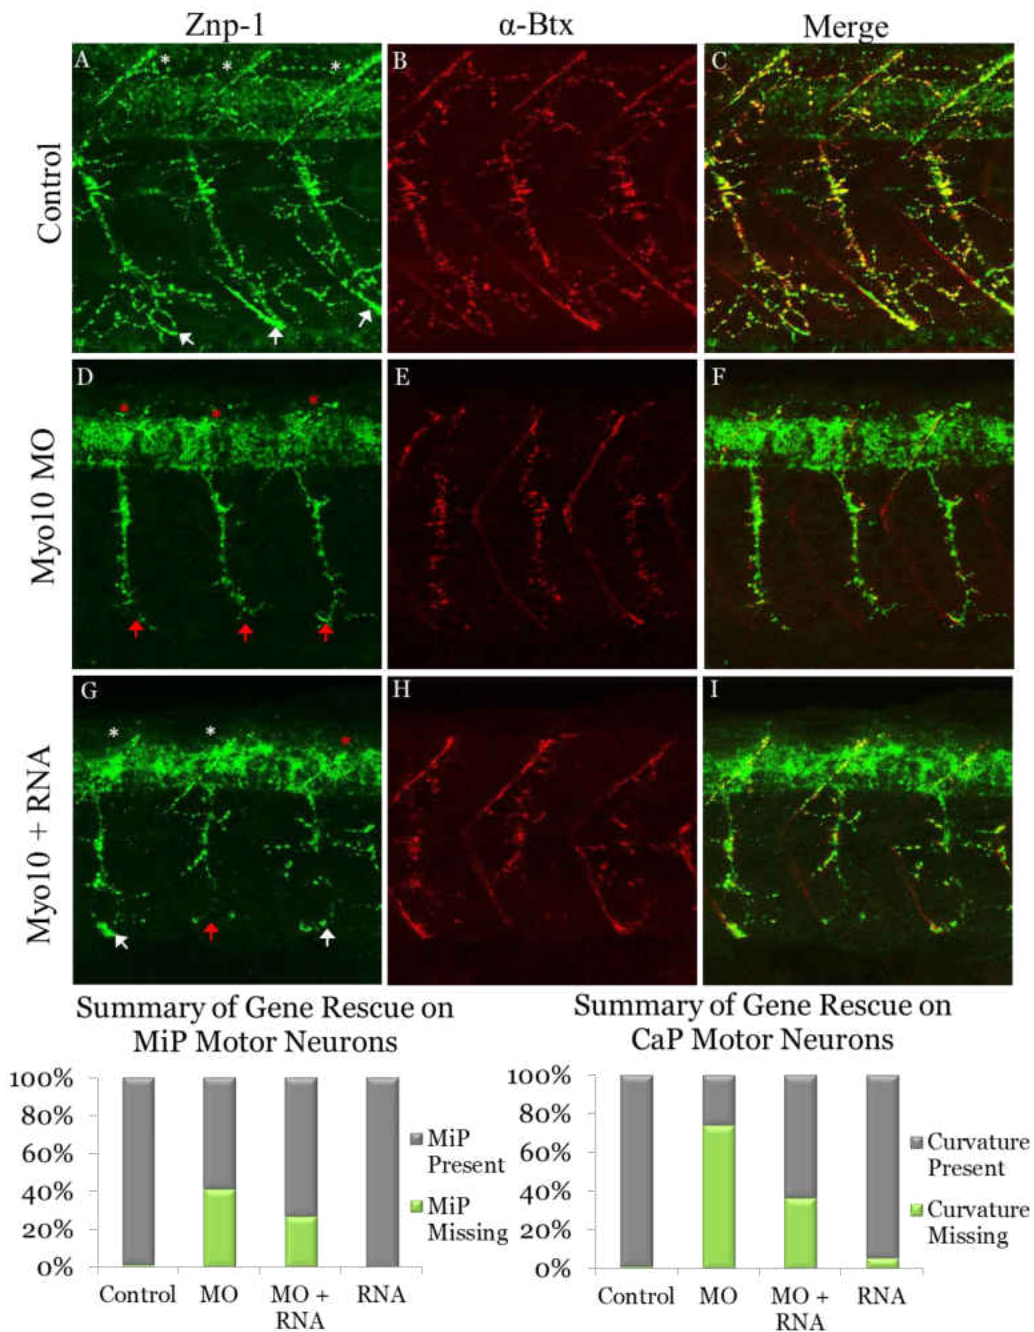 Znp-1
α-Btx
Merge
Control
A
*
*
*
B
C
Myo10 MO
D
*
*
*
E
F
Myo10 + RNA
G
*
*
*
H
I
Summary of Gene Rescue on
MiP Motor Neurons
100%
80%
60%
40%
20%
0%
Control
MO
MO +
RNA
RNA
MiP
Present
MiP
Missing
Summary of Gene Rescue on
CaP Motor Neurons
100%
80%
60%
40%
20%
0%
Control
MO
MO +
RNA
RNA
Curvature
Present
Curvature
Missing